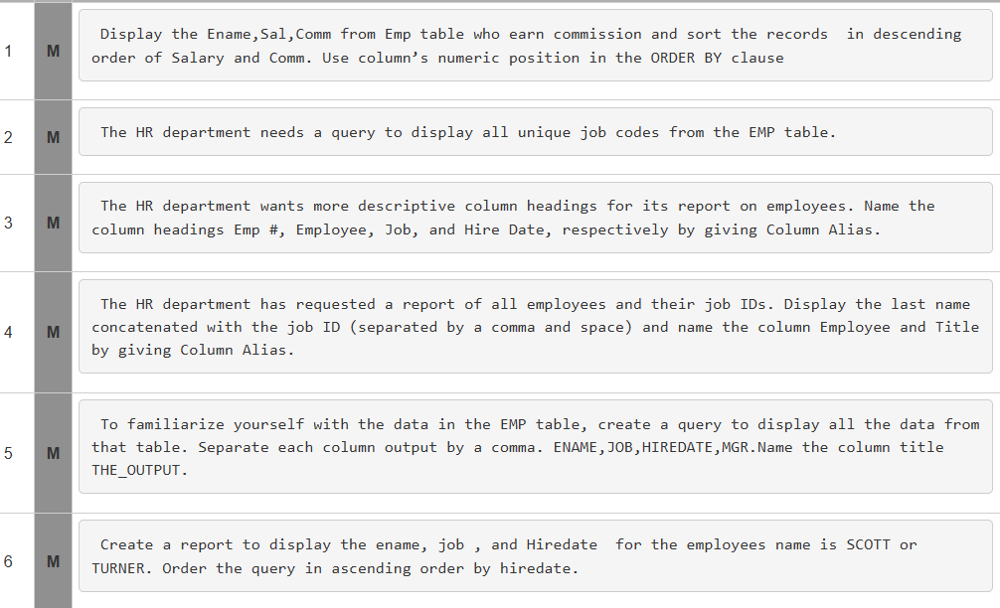 1 M Display the Ename,Sal,Comm from Emp table who earn commission and sort the records  in descending
order of Salary and Comm. Use column’s numeric position in the ORDER BY clause
2 M The HR department needs a query to display all unique job codes from the EMP table.
3 M The HR department wants more descriptive column headings for its report on employees. Name the
column headings Emp #, Employee, Job, and Hire Date, respectively by giving Column Alias.
4 M The HR department has requested a report of all employees and their job IDs. Display the last name
concatenated with the job ID (separated by a comma and space) and name the column Employee and Title
by giving Column Alias.
5 M To familiarize yourself with the data in the EMP table, create a query to display all the data from
that table. Separate each column output by a comma. ENAME,JOB,HIREDATE,MGR.Name the column title
THE_OUTPUT.
6 M Create a report to display the ename, job , and Hiredate  for the employees name is SCOTT or
TURNER. Order the query in ascending order by hiredate.